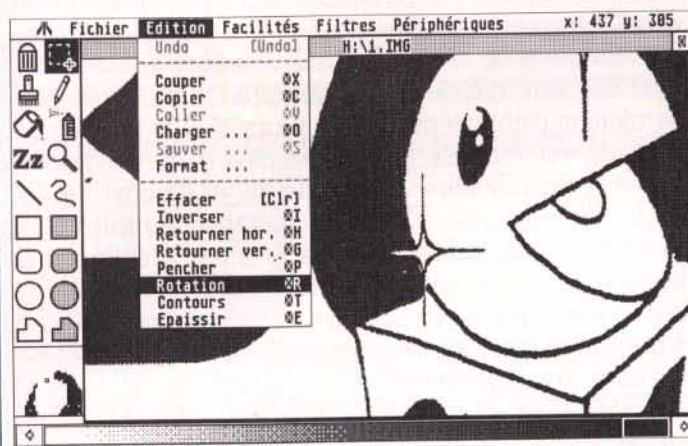 Fichier Edition Facilités Filtres Périphériques x: 437 y: 305
H:\1.IMG
Undo [Undo]
Couper ⌘X
Copier ⌘C
Coller ⌘V
Charger ... ⌘O
Sauver ... ⌘S
Format ...
Effacer [Clr]
Inverser ⌘I
Retourner hor. ⌘H
Retourner ver. ⌘G
Pencher ⌘P
Rotation ⌘R
Contours ⌘T
Epaissir ⌘E
Zz